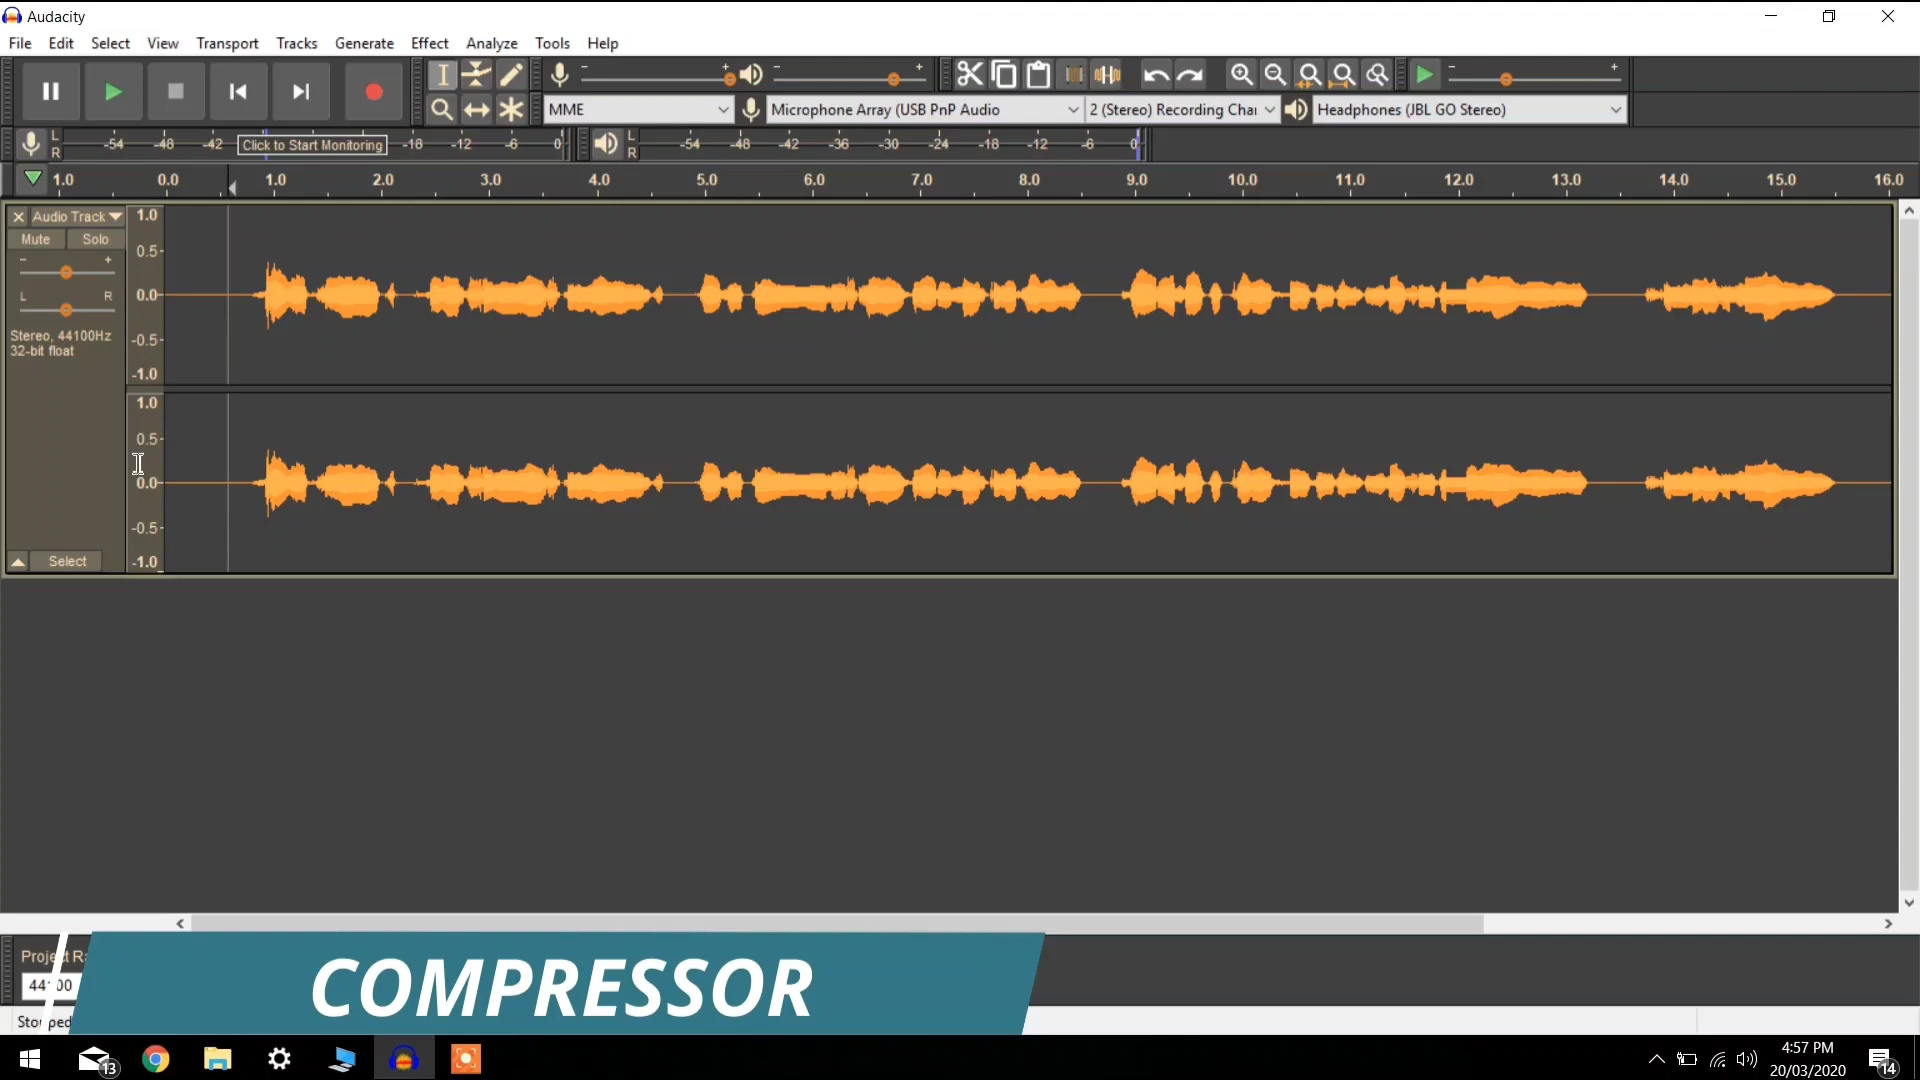 Audacity
File Edit Select View Transport Tracks Generate Effect Analyze Tools Help
MME Microphone Array (USB PnP Audio 2 (Stereo) Recording Chai Headphones (JBL GO Stereo)
L R -54 -48 -42 Click to Start Monitoring -18 -12 -6 0 L R -54 -48 -42 -36 -30 -24 -18 -12 -6 0
1.0 0.0 1.0 2.0 3.0 4.0 5.0 6.0 7.0 8.0 9.0 10.0 11.0 12.0 13.0 14.0 15.0 16.0
Audio Track 1.0
Mute Solo
0.5
L R 0.0
Stereo, 44100Hz -0.5
32-bit float
-1.0
1.0
0.5
0.0
-0.5
Select -1.0
COMPRESSOR
13
4:57 PM
20/03/2020
14